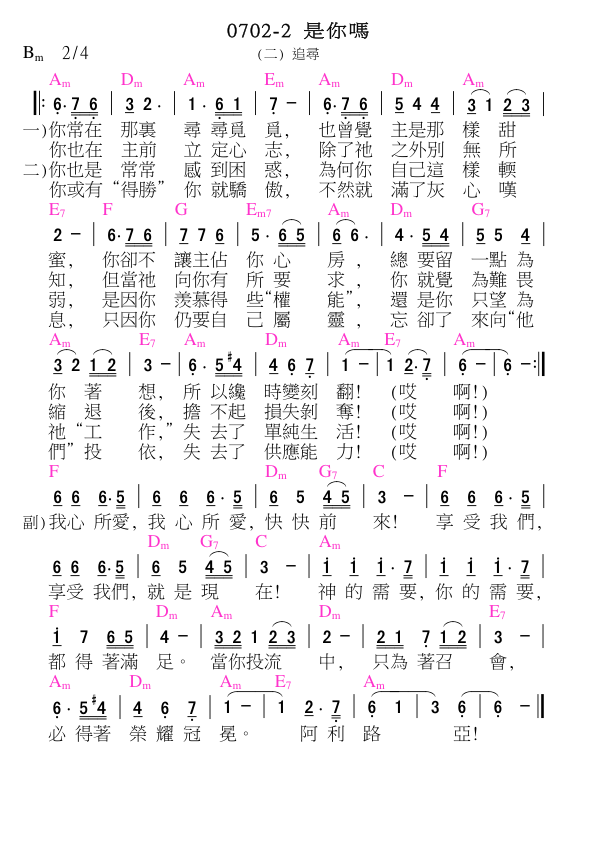 0702-2 是你嗎
Bm 2/4 (二) 追尋
Am Dm Am Em Am Dm Am
𝄆 6·7 6 | 3 2· | 1·6 1 | 7 – | 6·7 6 | 5 4 4 | 3 1 2 3 |
一)你常在 那裏 尋尋覓 覓, 也曾覺 主是那 樣 甜
你也在 主前 立定心 志, 除了祂 之外別 無 所
二)你也是 常常 感到困 惑, 為何你 自己這 樣 輭
你或有“得勝” 你就驕 傲, 不然就 滿了灰 心 嘆
E7 F G Em7 Am Dm G7
2 – | 6·7 7 | 7 7 7 7 | 5·6 6 | 6 6· | 4·5 4 | 5 5 4 |
蜜, 你卻不 讓主佔 你心 房, 總要留 一點為
知, 但當祂 向你有 所要 求, 你就覺 為難畏
弱, 是因你 羨慕得 些“權 能”, 還是你 只望為
息, 只因你 仍要自 己屬 靈, 忘卻了 來向“他
Am E7 Am Dm Am E7 Am
3 2 1 2 | 3 – | 6·5 #4 | 4 6 7 | 1 – | 1 2·7 | 6 – | 6 – 𝄇
你 著 想, 所以纔 時變刻 翻! (哎 啊!)
縮 退 後, 擔不起 損失剝 奪! (哎 啊!)
祂“工 作,” 失去了 單純生 活! (哎 啊!)
們”投 依, 失去了 供應能 力! (哎 啊!)
F Dm G7 C F
6 6 6·5 | 6 6 6·5 | 6 5 4 5 | 3 – | 6 6 6·5 |
副)我心所愛, 我心所愛, 快快前 來! 享受我們,
Dm G7 C Am
6 6 6·5 | 6 5 4 5 | 3 – | i i i·7 | i i i·7 |
享受我們, 就是現 在! 神的需要, 你的需要,
F Dm Am Dm E7
i 7 6 5 | 4 – | 3 2 1 2 3 | 2 – | 2 1 7 1 2 | 3 – |
都得著滿 足。 當你投流 中, 只為著召 會,
Am Dm Am E7 Am
6·5 #4 | 4 6 7 | 1 – | 1 2·7 | 6 1 | 3 6 | 6 – ‖
必得著 榮耀冠 冕。 阿利路 亞!